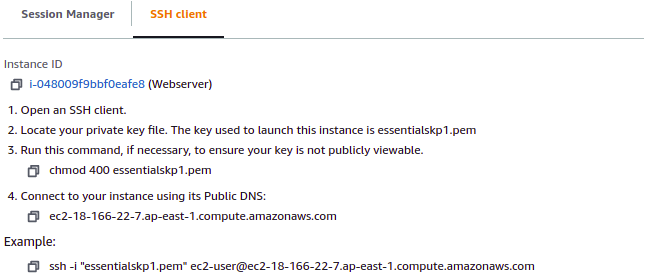 Session Manager SSH client
Instance ID
i-048009f9bbf0eafe8 (Webserver)
1. Open an SSH client.
2. Locate your private key file. The key used to launch this instance is essentialskp1.pem
3. Run this command, if necessary, to ensure your key is not publicly viewable.
chmod 400 essentialskp1.pem
4. Connect to your instance using its Public DNS:
ec2-18-166-22-7.ap-east-1.compute.amazonaws.com
Example:
ssh -i "essentialskp1.pem" ec2-user@ec2-18-166-22-7.ap-east-1.compute.amazonaws.com